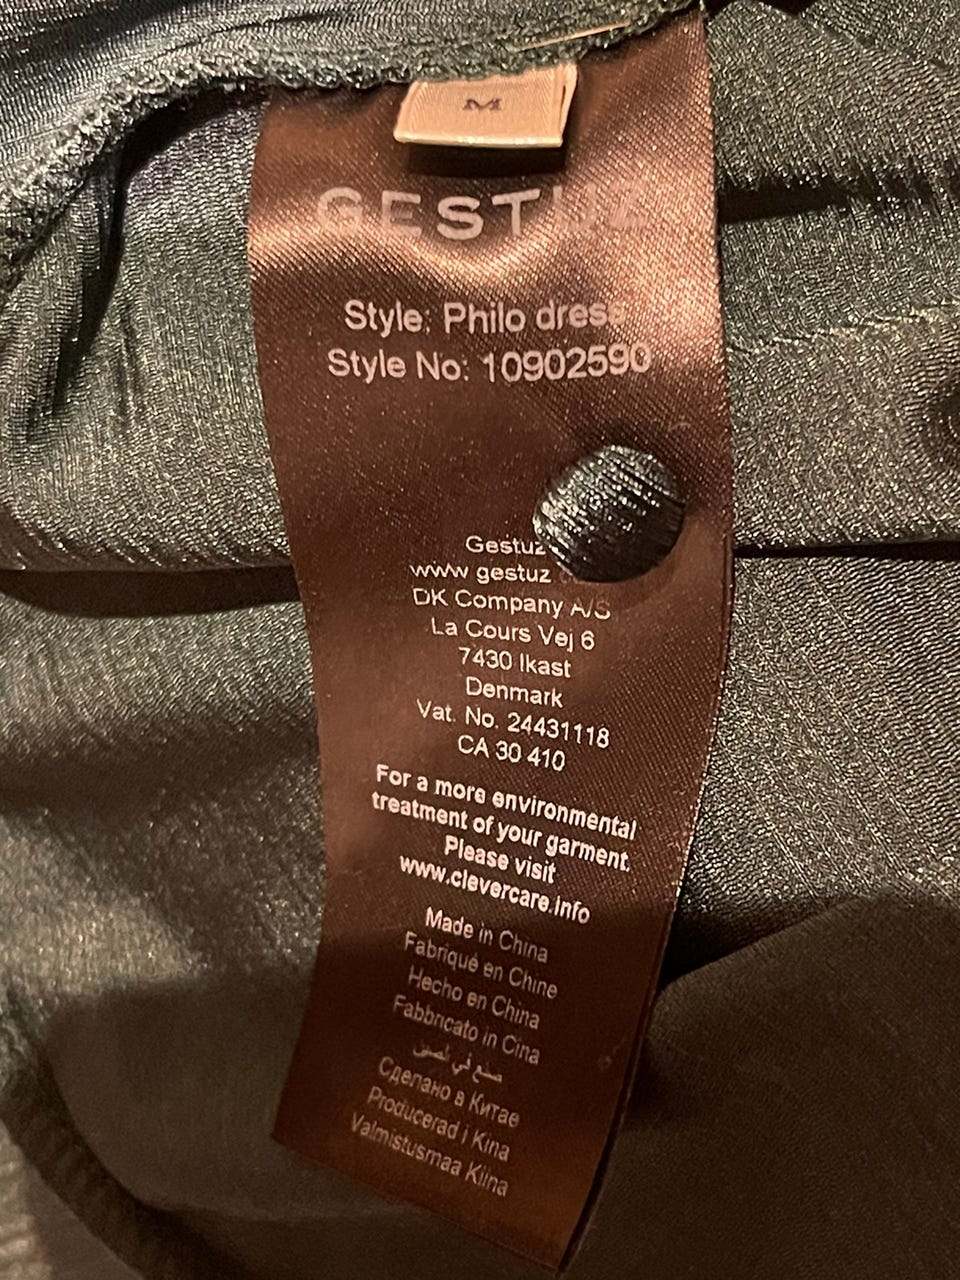 M
GESTUZ
Style: Philo dress
Style No: 10902590
Gestuz
www gestuz
DK Company A/S
La Cours Vej 6
7430 Ikast
Denmark
Vat. No. 24431118
CA 30 410
For a more environmental
treatment of your garment.
Please visit
www.clevercare.info
Made in China
Fabriqué en Chine
Hecho en China
Fabbricato in Cina
صنع في الصين
Сделано в Китае
Producerad i Kina
Valmistusmaa Kiina